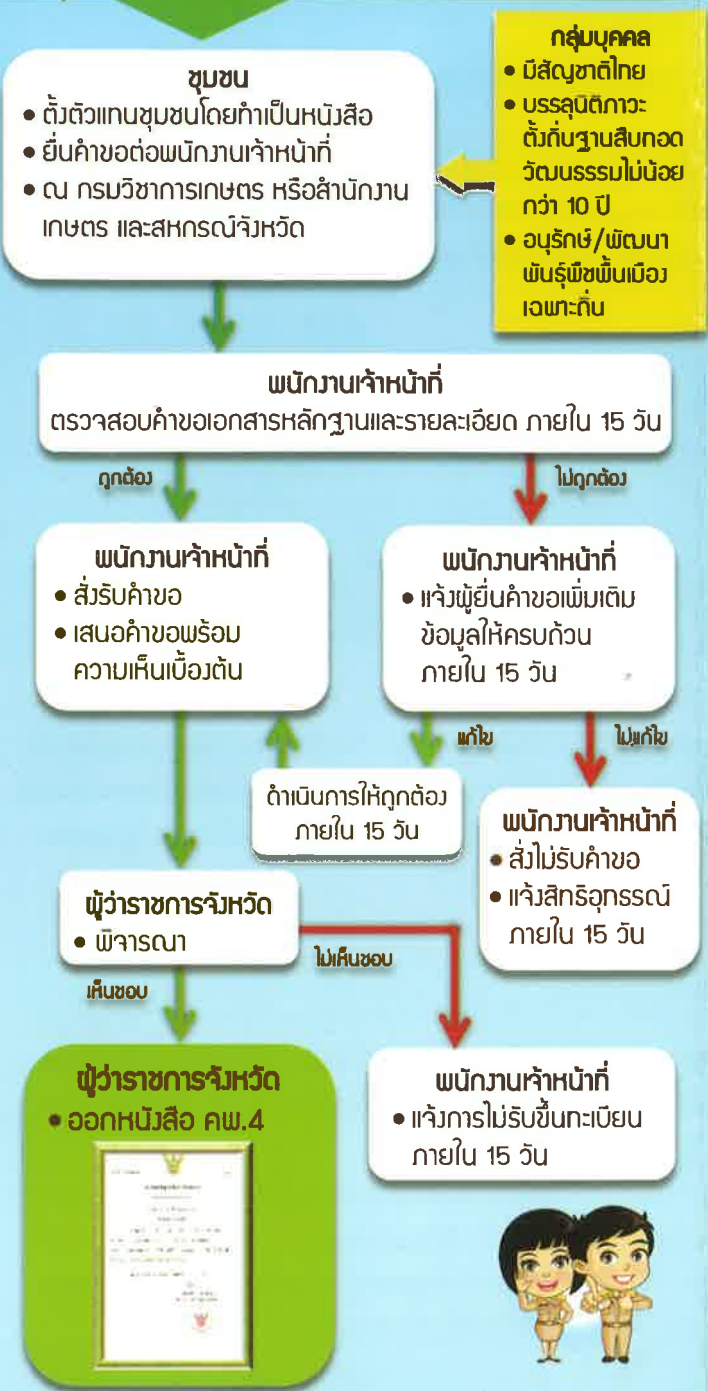 ชุมชน
• ตั้งตัวแทนชุมชนโดยทำเป็นหนังสือ
• ยื่นคำขอต่อพนักงานเจ้าหน้าที่
• ณ กรมวิชาการเกษตร หรือสำนักงาน
เกษตร และสหกรณ์จังหวัด
กลุ่มบุคคล
• มีสัญชาติไทย
• บรรลุนิติภาวะ
ตั้งถิ่นฐานสืบทอด
วัฒนธรรมไม่น้อย
กว่า 10 ปี
• อนุรักษ์/พัฒนา
พันธุ์พืชพื้นเมือง
เฉพาะถิ่น
พนักงานเจ้าหน้าที่
ตรวจสอบคำขอเอกสารหลักฐานและรายละเอียด ภายใน 15 วัน
ถูกต้อง
ไม่ถูกต้อง
พนักงานเจ้าหน้าที่
• สั่งรับคำขอ
• เสนอคำขอพร้อม
ความเห็นเบื้องต้น
พนักงานเจ้าหน้าที่
• แจ้งผู้ยื่นคำขอเพิ่มเติม
ข้อมูลให้ครบถ้วน
ภายใน 15 วัน
แก้ไข
ไม่แก้ไข
ดำเนินการให้ถูกต้อง
ภายใน 15 วัน
พนักงานเจ้าหน้าที่
• สั่งไม่รับคำขอ
• แจ้งสิทธิอุทธรณ์
ภายใน 15 วัน
ผู้ว่าราชการจังหวัด
• พิจารณา
ไม่เห็นชอบ
เห็นชอบ
ผู้ว่าราชการจังหวัด
• ออกหนังสือ คพ.4
พนักงานเจ้าหน้าที่
• แจ้งการไม่รับขึ้นทะเบียน
ภายใน 15 วัน